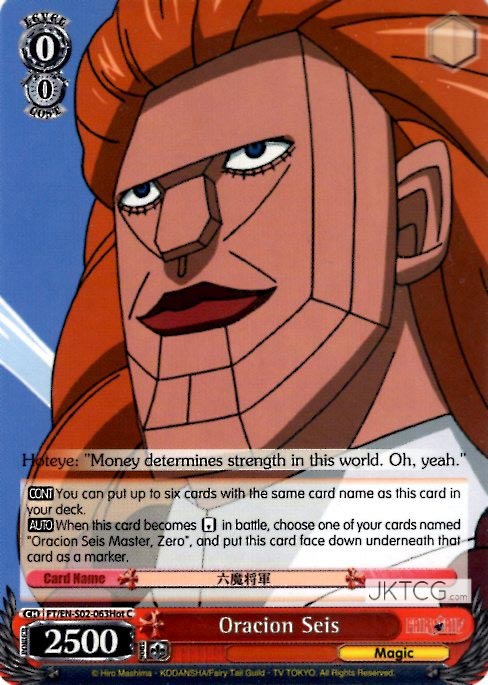 LEVEL
0
0
COST
Hoteye: "Money determines strength in this world. Oh, yeah."
CONT You can put up to six cards with the same card name as this card in
your deck.
AUTO When this card becomes in battle, choose one of your cards named
"Oracion Seis Master, Zero", and put this card face down underneath that
card as a marker.
Card Name 六魔将軍
JKTCG.com
CH FT/EN-S02-063Hot C
Oracion Seis
FAIRY TAIL
POWER 2500 SOUL
Magic
© Hiro Mashima · KODANSHA/Fairy Tail Guild · TV TOKYO. All Rights Reserved.